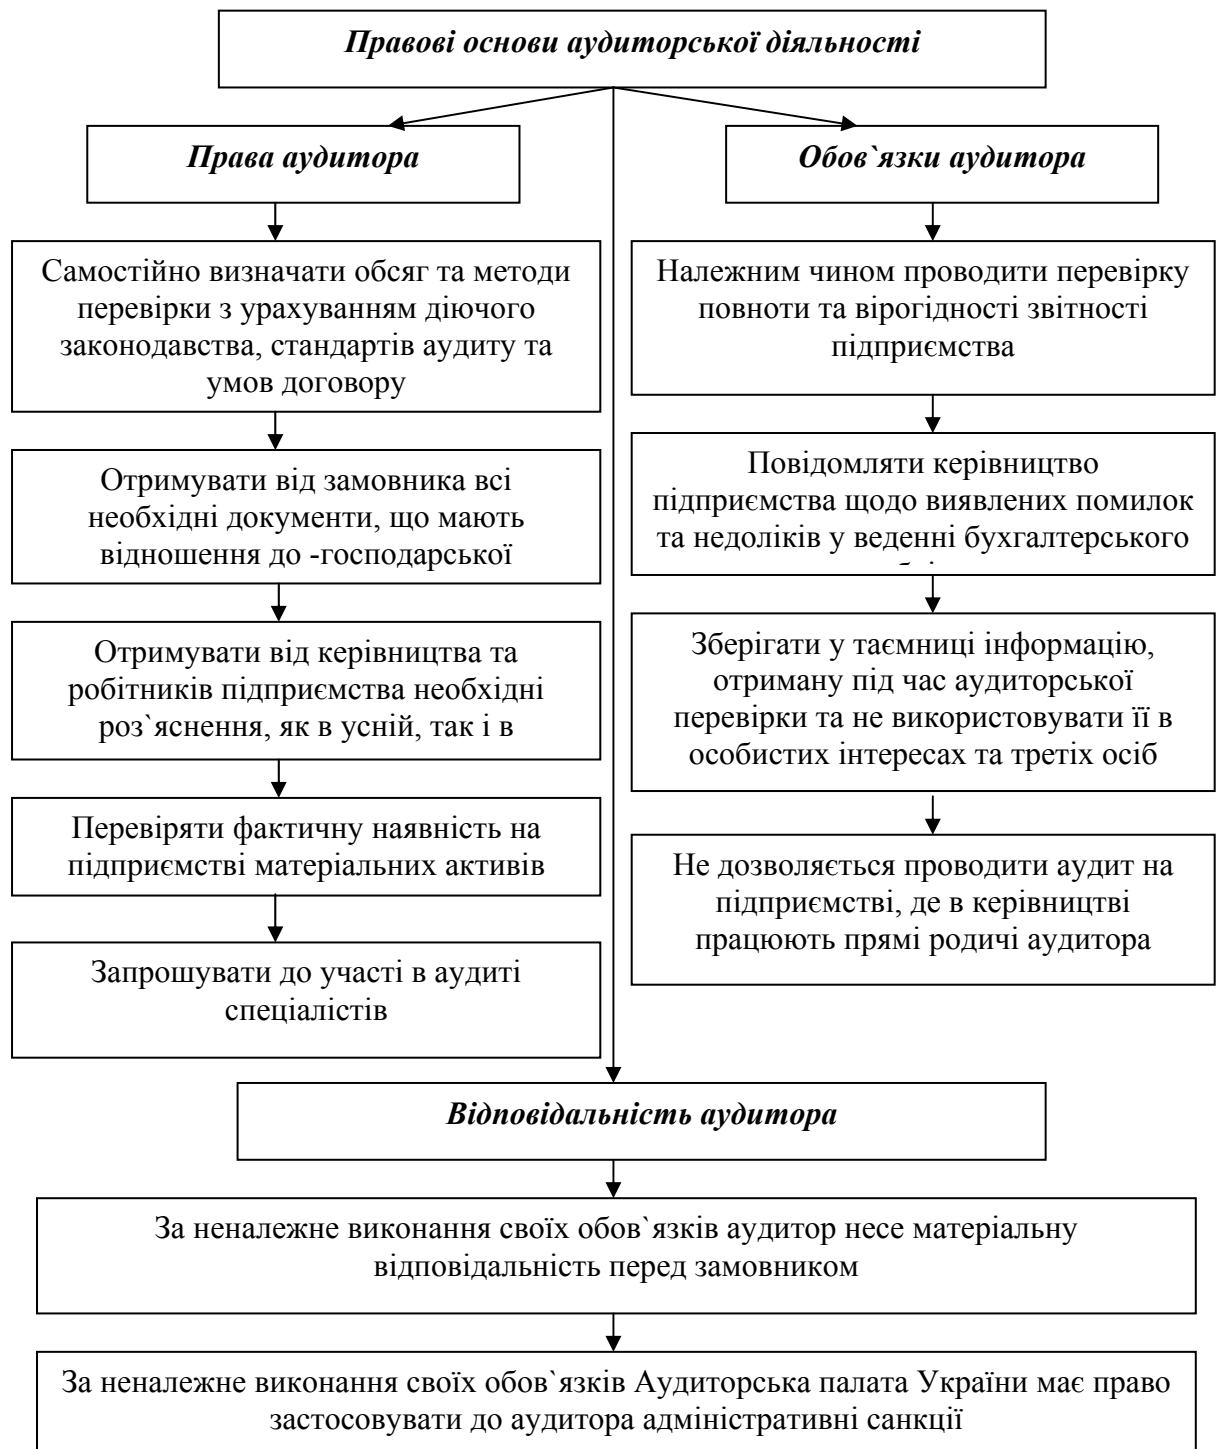 Правові основи аудиторської діяльності
Права аудитора
Самостійно визначати обсяг та методи
перевірки з урахуванням діючого
законодавства, стандартів аудиту та
умов договору
Отримувати від замовника всі
необхідні документи, що мають
відношення до -господарської
Отримувати від керівництва та
робітників підприємства необхідні
роз`яснення, як в усній, так і в
Перевіряти фактичну наявність на
підприємстві матеріальних активів
Запрошувати до участі в аудиті
спеціалістів
Обов`язки аудитора
Належним чином проводити перевірку
повноти та вірогідності звітності
підприємства
Повідомляти керівництво
підприємства щодо виявлених помилок
та недоліків у веденні бухгалтерського
Зберігати у таємниці інформацію,
отриману під час аудиторської
перевірки та не використовувати її в
особистих інтересах та третіх осіб
Не дозволяється проводити аудит на
підприємстві, де в керівництві
працюють прямі родичі аудитора
Відповідальність аудитора
За неналежне виконання своїх обов`язків аудитор несе матеріальну
відповідальність перед замовником
За неналежне виконання своїх обов`язків Аудиторська палата України має право
застосовувати до аудитора адміністративні санкції